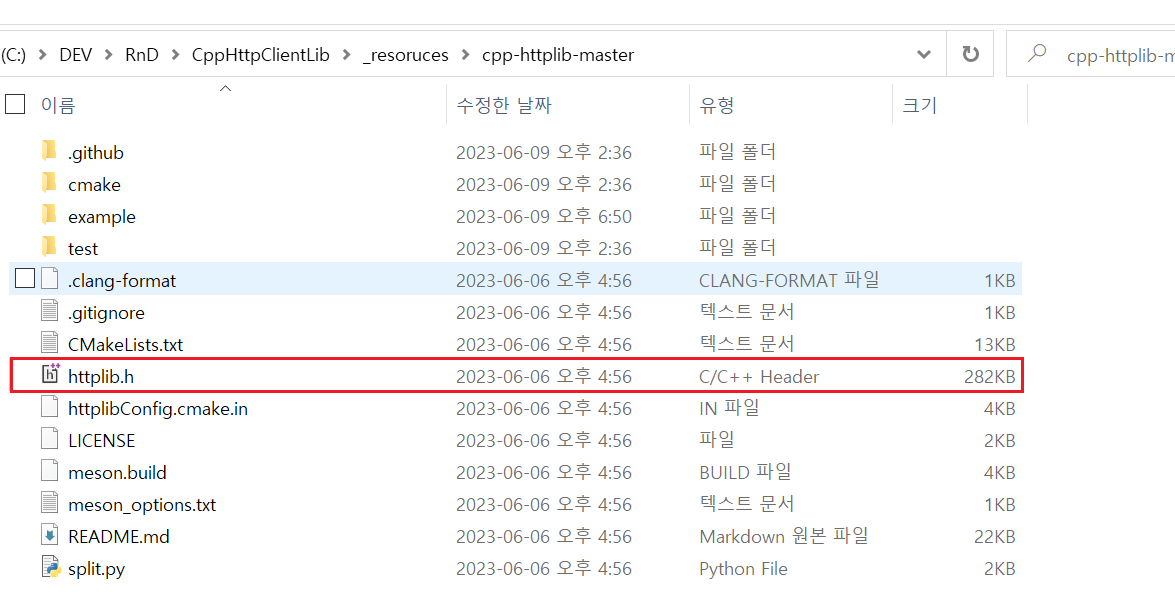 (C:) > DEV > RnD > CppHttpClientLib > _resoruces > cpp-httplib-master cpp-httplib-m
이름 수정한 날짜 유형 크기
.github 2023-06-09 오후 2:36 파일 폴더
cmake 2023-06-09 오후 2:36 파일 폴더
example 2023-06-09 오후 6:50 파일 폴더
test 2023-06-09 오후 2:36 파일 폴더
.clang-format 2023-06-06 오후 4:56 CLANG-FORMAT 파일 1KB
.gitignore 2023-06-06 오후 4:56 텍스트 문서 1KB
CMakeLists.txt 2023-06-06 오후 4:56 텍스트 문서 13KB
httplib.h 2023-06-06 오후 4:56 C/C++ Header 282KB
httplibConfig.cmake.in 2023-06-06 오후 4:56 IN 파일 4KB
LICENSE 2023-06-06 오후 4:56 파일 2KB
meson.build 2023-06-06 오후 4:56 BUILD 파일 4KB
meson_options.txt 2023-06-06 오후 4:56 텍스트 문서 1KB
README.md 2023-06-06 오후 4:56 Markdown 원본 파일 22KB
split.py 2023-06-06 오후 4:56 Python File 2KB